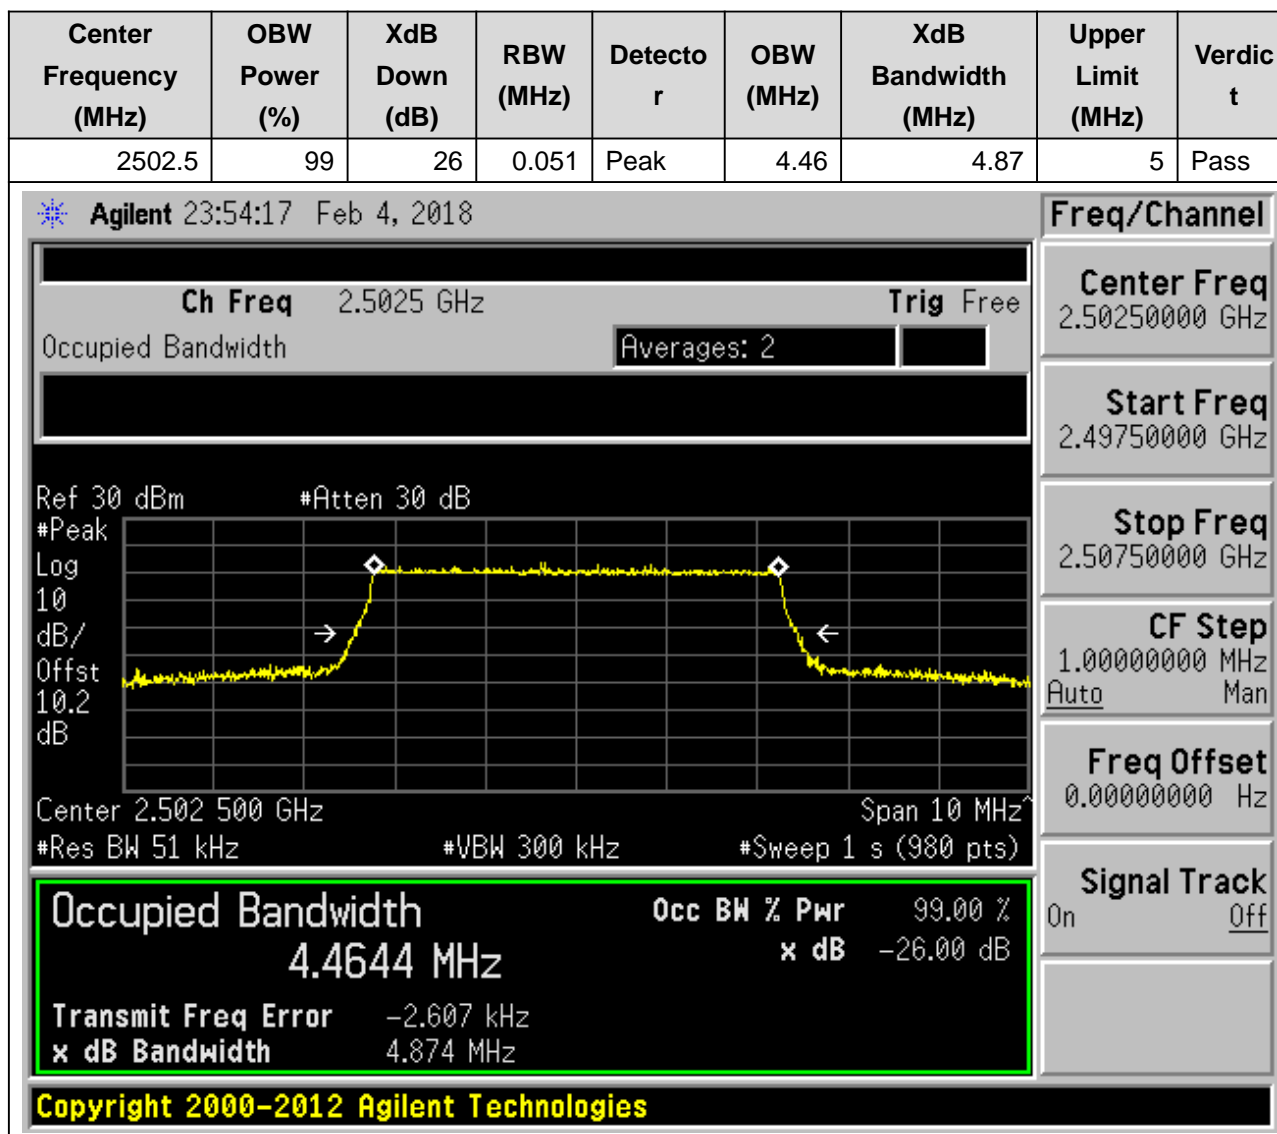 Center Frequency (MHz) OBW Power (%) XdB Down (dB) RBW (MHz) Detector OBW (MHz) XdB Bandwidth (MHz) Upper Limit (MHz) Verdict
2502.5 99 26 0.051 Peak 4.46 4.87 5 Pass
Agilent 23:54:17 Feb 4, 2018
Ch Freq 2.5025 GHz Trig Free
Occupied Bandwidth Averages: 2
Ref 30 dBm #Atten 30 dB
#Peak
Log
10
dB/
Offst
10.2
dB
Center 2.502 500 GHz Span 10 MHz^
#Res BW 51 kHz #VBW 300 kHz #Sweep 1 s (980 pts)
Occupied Bandwidth Occ BW % Pwr 99.00 %
4.4644 MHz x dB -26.00 dB
Transmit Freq Error -2.607 kHz
x dB Bandwidth 4.874 MHz
Copyright 2000-2012 Agilent Technologies
Freq/Channel
Center Freq
2.50250000 GHz
Start Freq
2.49750000 GHz
Stop Freq
2.50750000 GHz
CF Step
1.00000000 MHz
Auto Man
Freq Offset
0.00000000 Hz
Signal Track
On Off